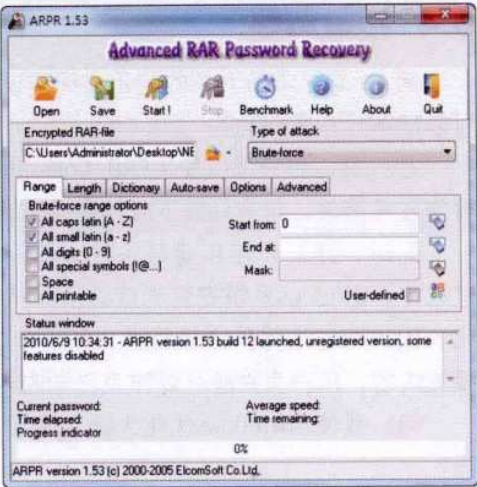 ARPR 1.53
Advanced RAR Password Recovery
Open Save Start! Stop Benchmark Help About Quit
Encrypted RAR-file Type of attack
C:\Users\Administrator\Desktop\NE Brute-force
Range Length Dictionary Auto-save Options Advanced
Brute-force range options
All caps latin (A - Z)
All small latin (a - z)
All digits (0 - 9)
All special symbols (!@...)
Space
All printable
Start from: 0
End at:
Mask:
User-defined
Status window
2010/6/9 10:34:31 - ARPR version 1.53 build 12 launched, unregistered version, some
features disabled
Current password: Average speed:
Time elapsed: Time remaining:
Progress indicator
0%
ARPR version 1.53 (c) 2000-2005 ElcomSoft Co.Ltd.